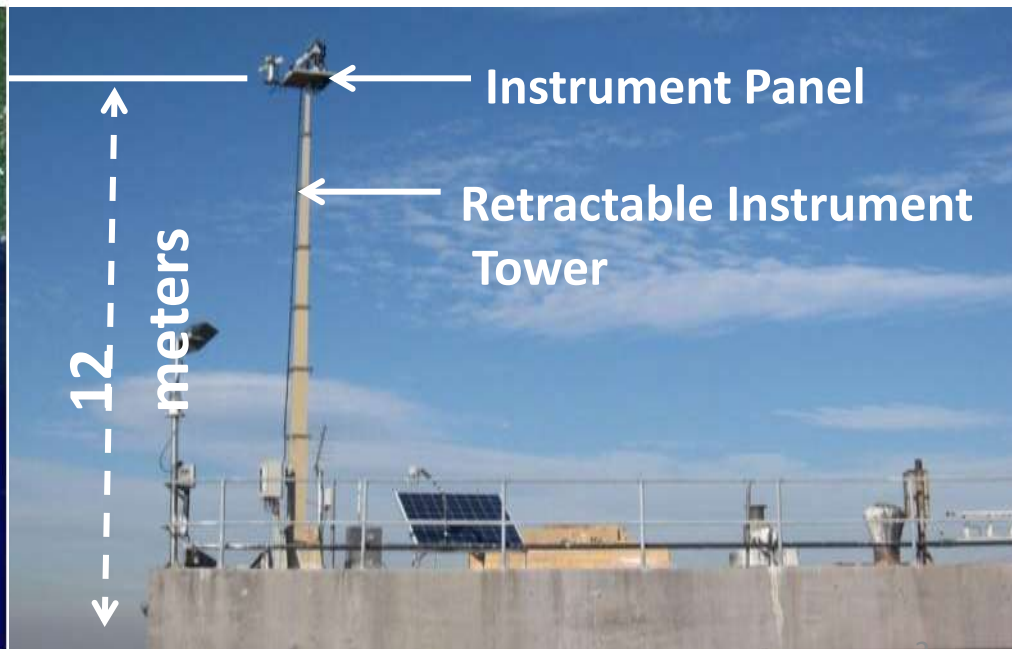 Instrument Panel
Retractable Instrument
Tower
12
meters